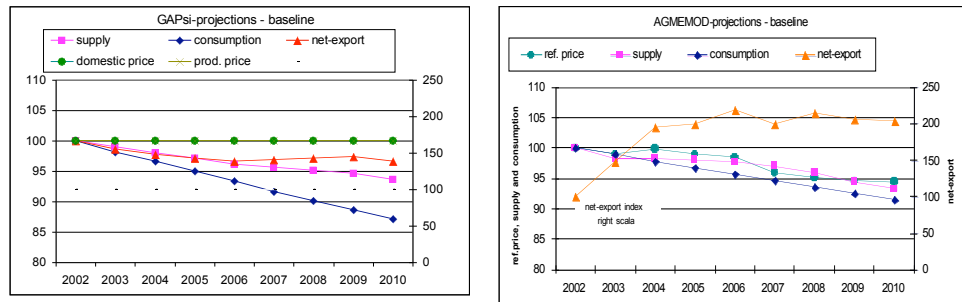 GAPsi-projections - baseline
supply consumption net-export
domestic price prod. price -
110 250
105 200
100 150
95
90 100
85 50
80 0
2002 2003 2004 2005 2006 2007 2008 2009 2010
AGMEMOD-projections - baseline
ref. price supply consumption net-export
ref.price, supply and consumption
110 250
105 200
100 150
95
90 100
85 50
80 0
net-export index
right scala
net-export
2002 2003 2004 2005 2006 2007 2008 2009 2010